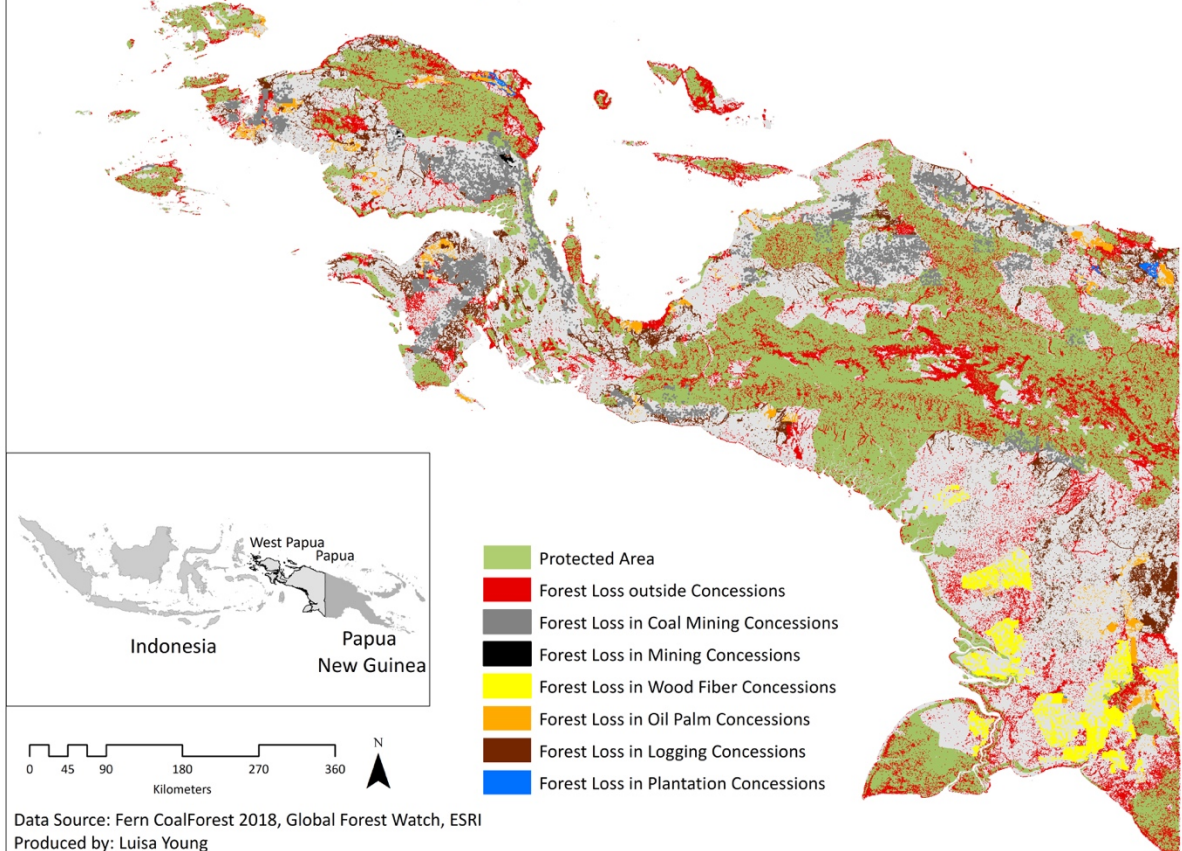 West Papua
Papua
Indonesia
Papua
New Guinea
Protected Area
Forest Loss outside Concessions
Forest Loss in Coal Mining Concessions
Forest Loss in Mining Concessions
Forest Loss in Wood Fiber Concessions
Forest Loss in Oil Palm Concessions
Forest Loss in Logging Concessions
Forest Loss in Plantation Concessions
N
0 45 90 180 270 360
Kilometers
Data Source: Fern CoalForest 2018, Global Forest Watch, ESRI
Produced by: Luisa Young